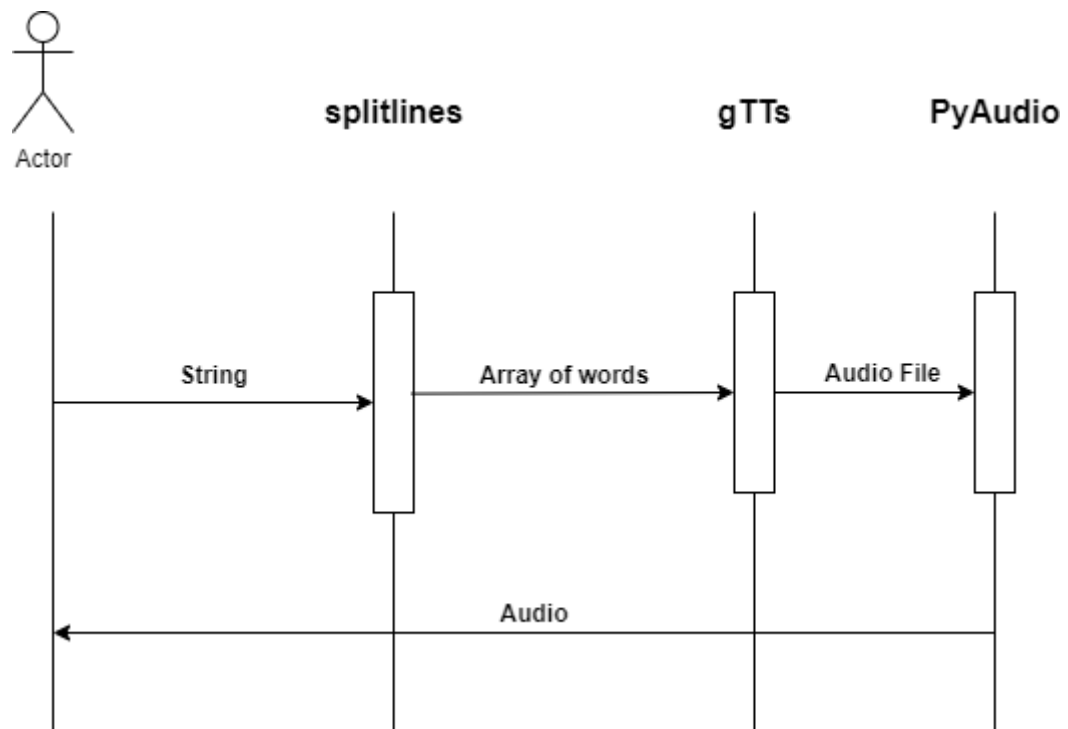 splitlines
gTTs
PyAudio
Actor
String
Array of words
Audio File
Audio